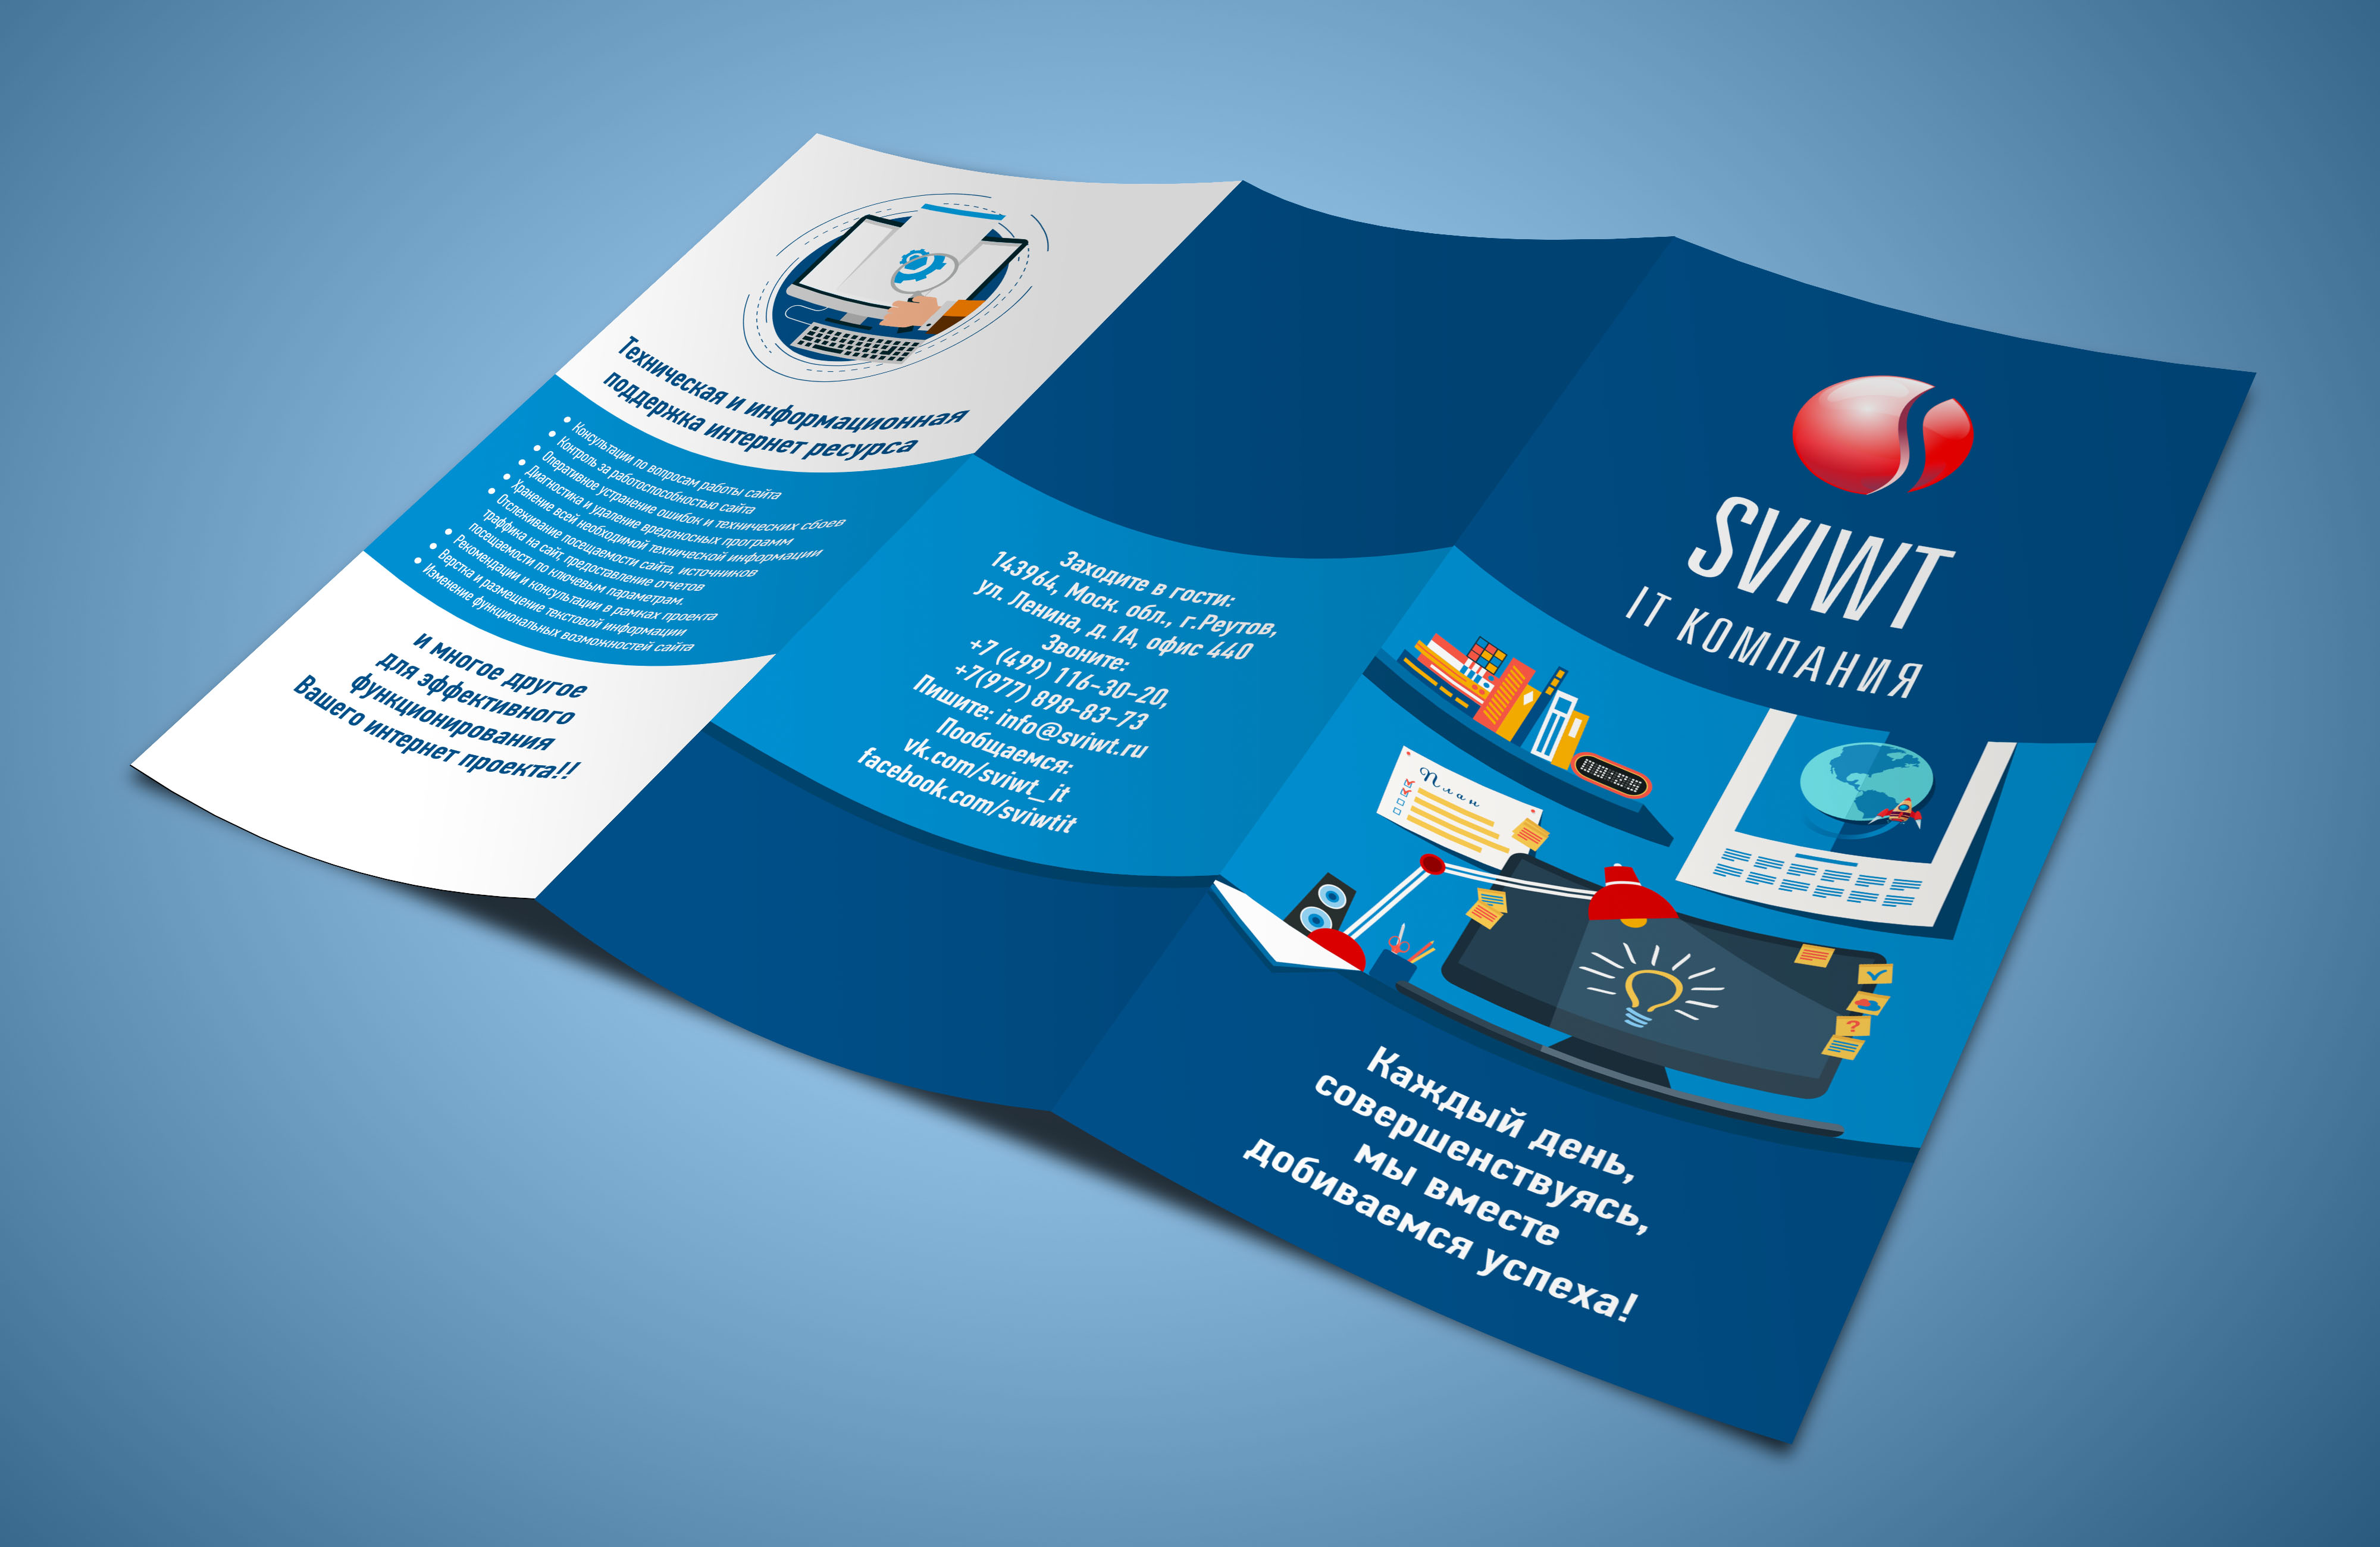 Техническая и информационная
поддержка интернет ресурса
Консультации по вопросам работы сайта
Контроль за работоспособностью сайта
Оперативное устранение ошибок и технических сбоев
Диагностика и удаление вредоносных программ
Хранение всей необходимой технической информации
Отслеживание посещаемости сайта, источников
траффика на сайт предоставление отчетов
посещаемости по ключевым параметрам.
Рекомендации и консультации в рамках проекта
Верстка и размещение текстовой информации
Изменение функциональных возможностей сайта
и многое другое
для эффективного
функционирования
Вашего интернет проекта!!
Заходите в гости:
143964, Моск. обл., г.Реутов,
ул. Ленина, д. 1А, офис 440
Звоните:
+7 (499) 116-30-20,
+7(977) 898-83-73
Пишите: info@sviwt.ru
Пообщаемся:
vk.com/sviwt_it
facebook.com/sviwtit
SVIWT
IT КОМПАНИЯ
План
?
Каждый день,
совершенствуясь,
мы вместе
добиваемся успеха!